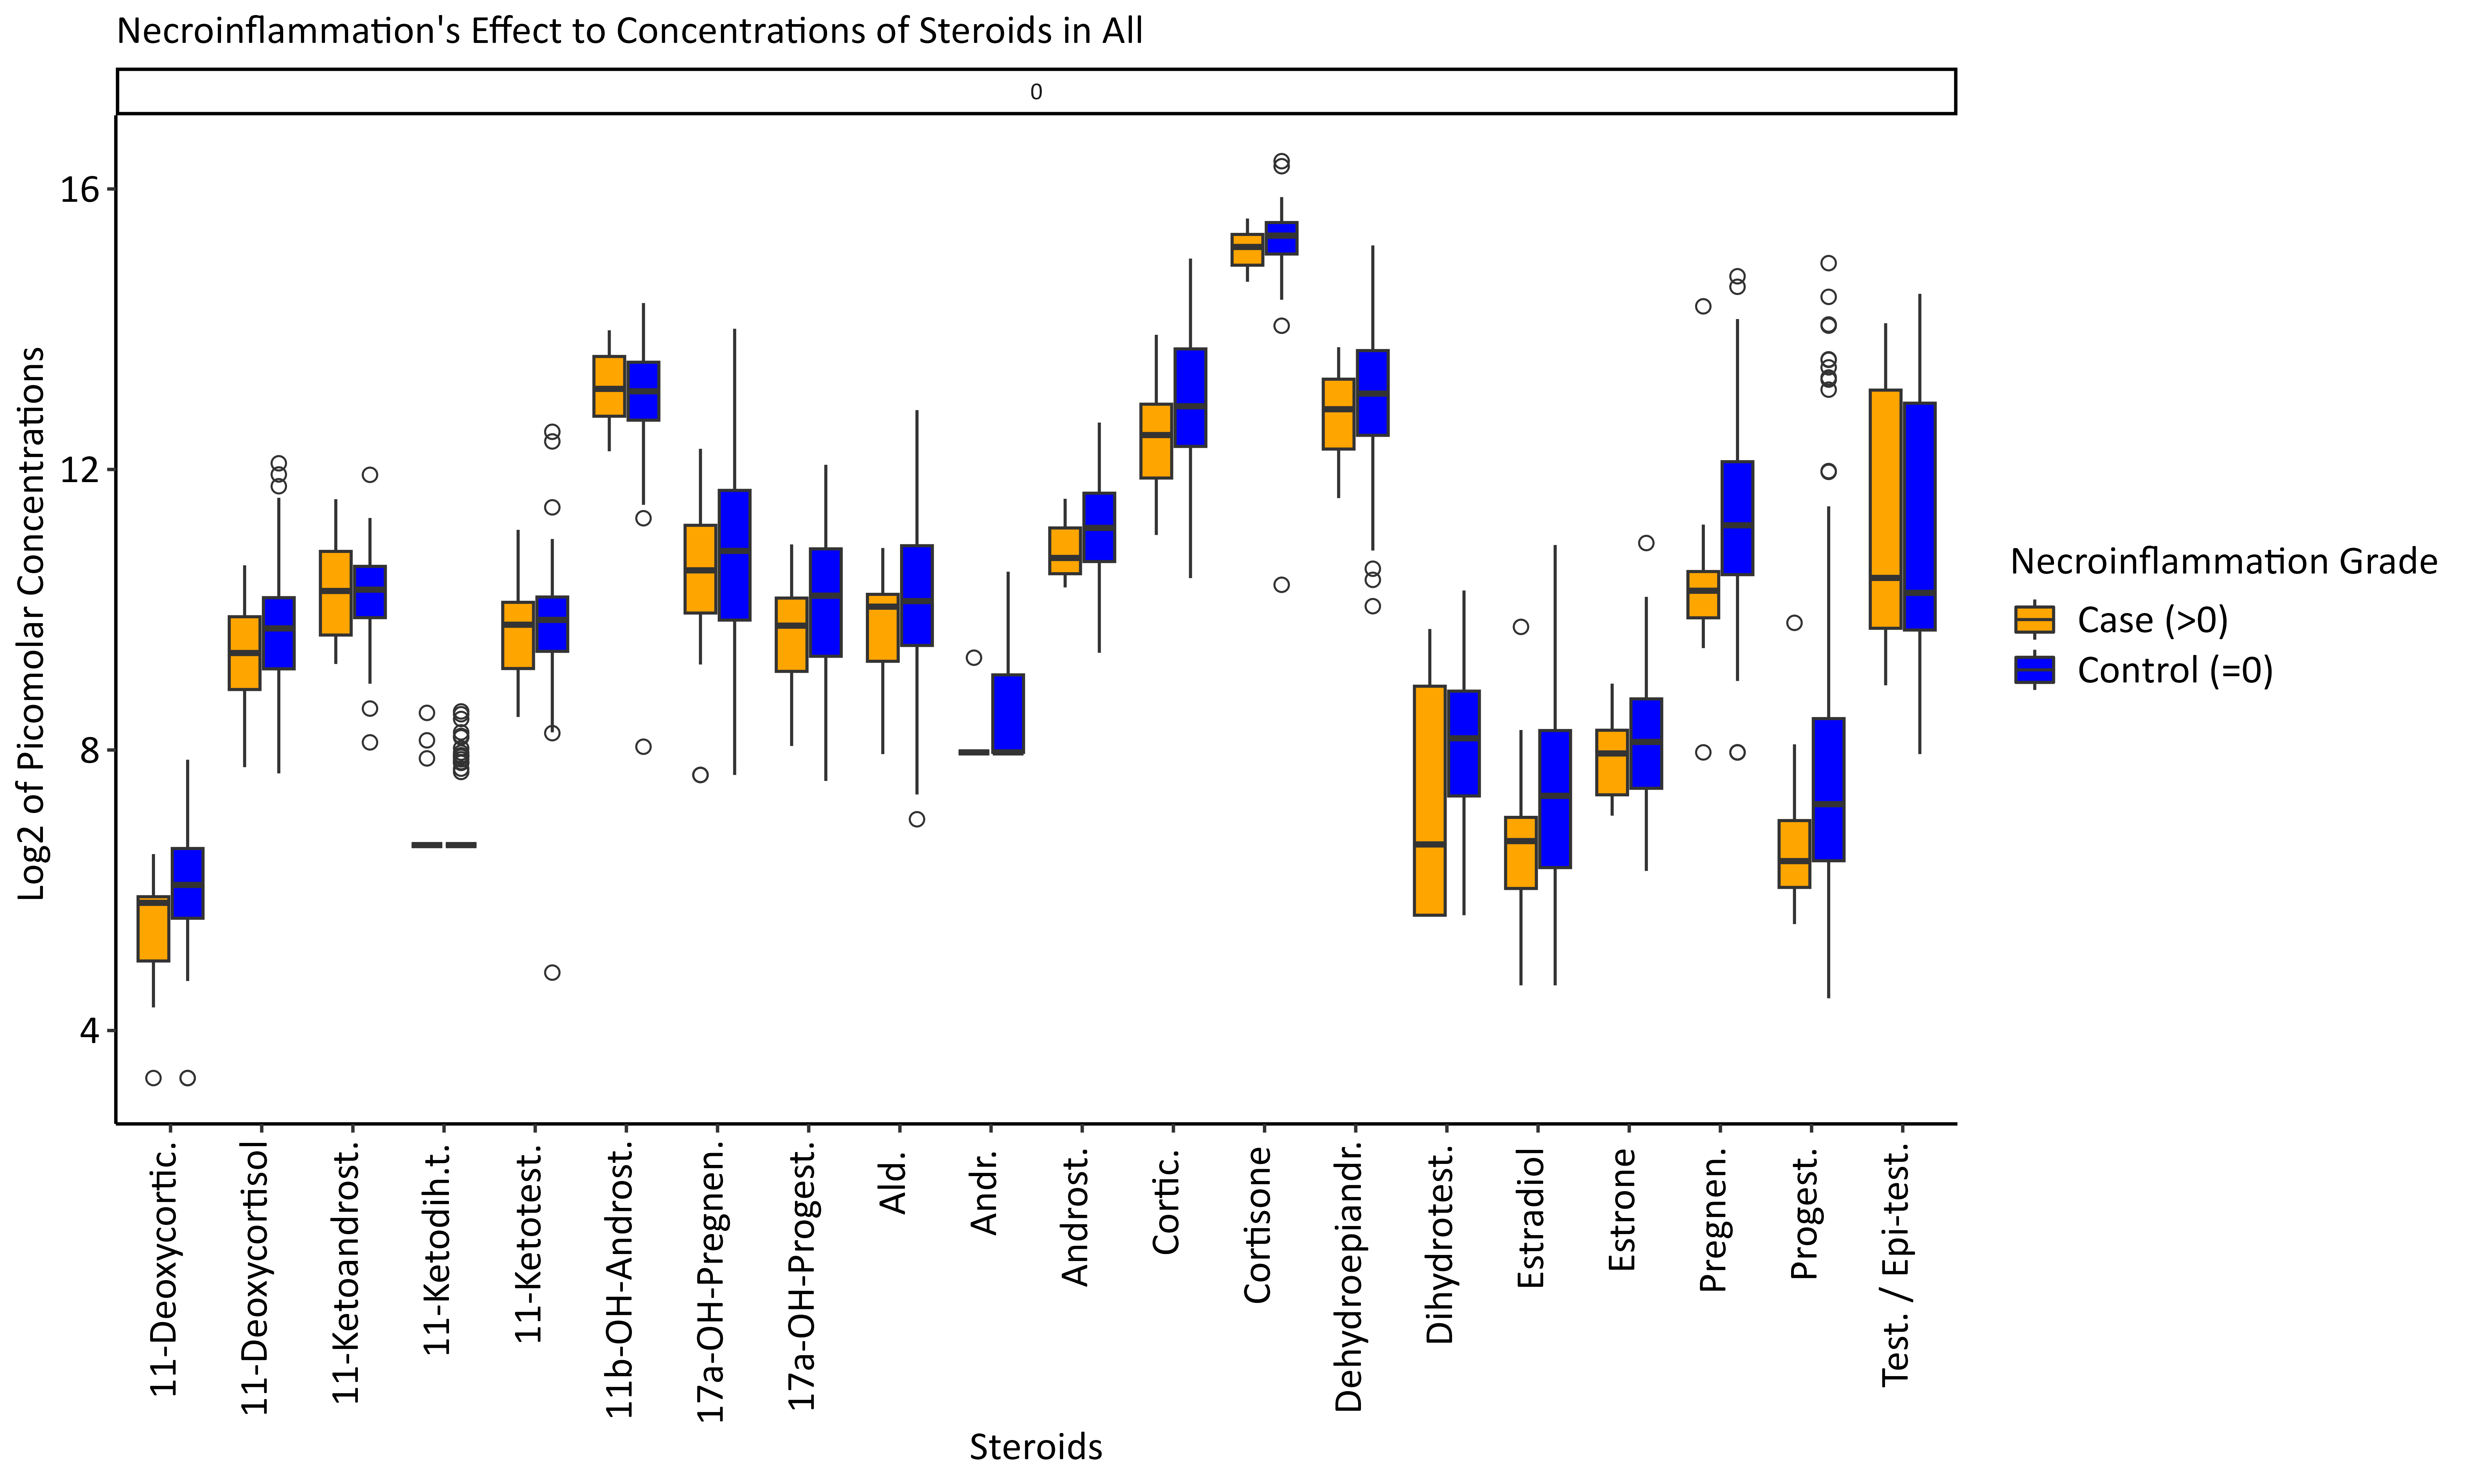 Necroinflammation's Effect to Concentrations of Steroids in All
0
16
12
8
4
Log2 of Picomolar Concentrations
11-Deoxycortic.
11-Deoxycortisol
11-Ketoandrost.
11-Ketodih.t.
11-Ketotest.
11b-OH-Androst.
17a-OH-Pregnen.
17a-OH-Progest.
Ald.
Andr.
Androst.
Cortic.
Cortisone
Dehydroepiandr.
Dihydrotest.
Estradiol
Estrone
Pregnen.
Progest.
Test. / Epi-test.
Steroids
Necroinflammation Grade
Case (>0)
Control (=0)